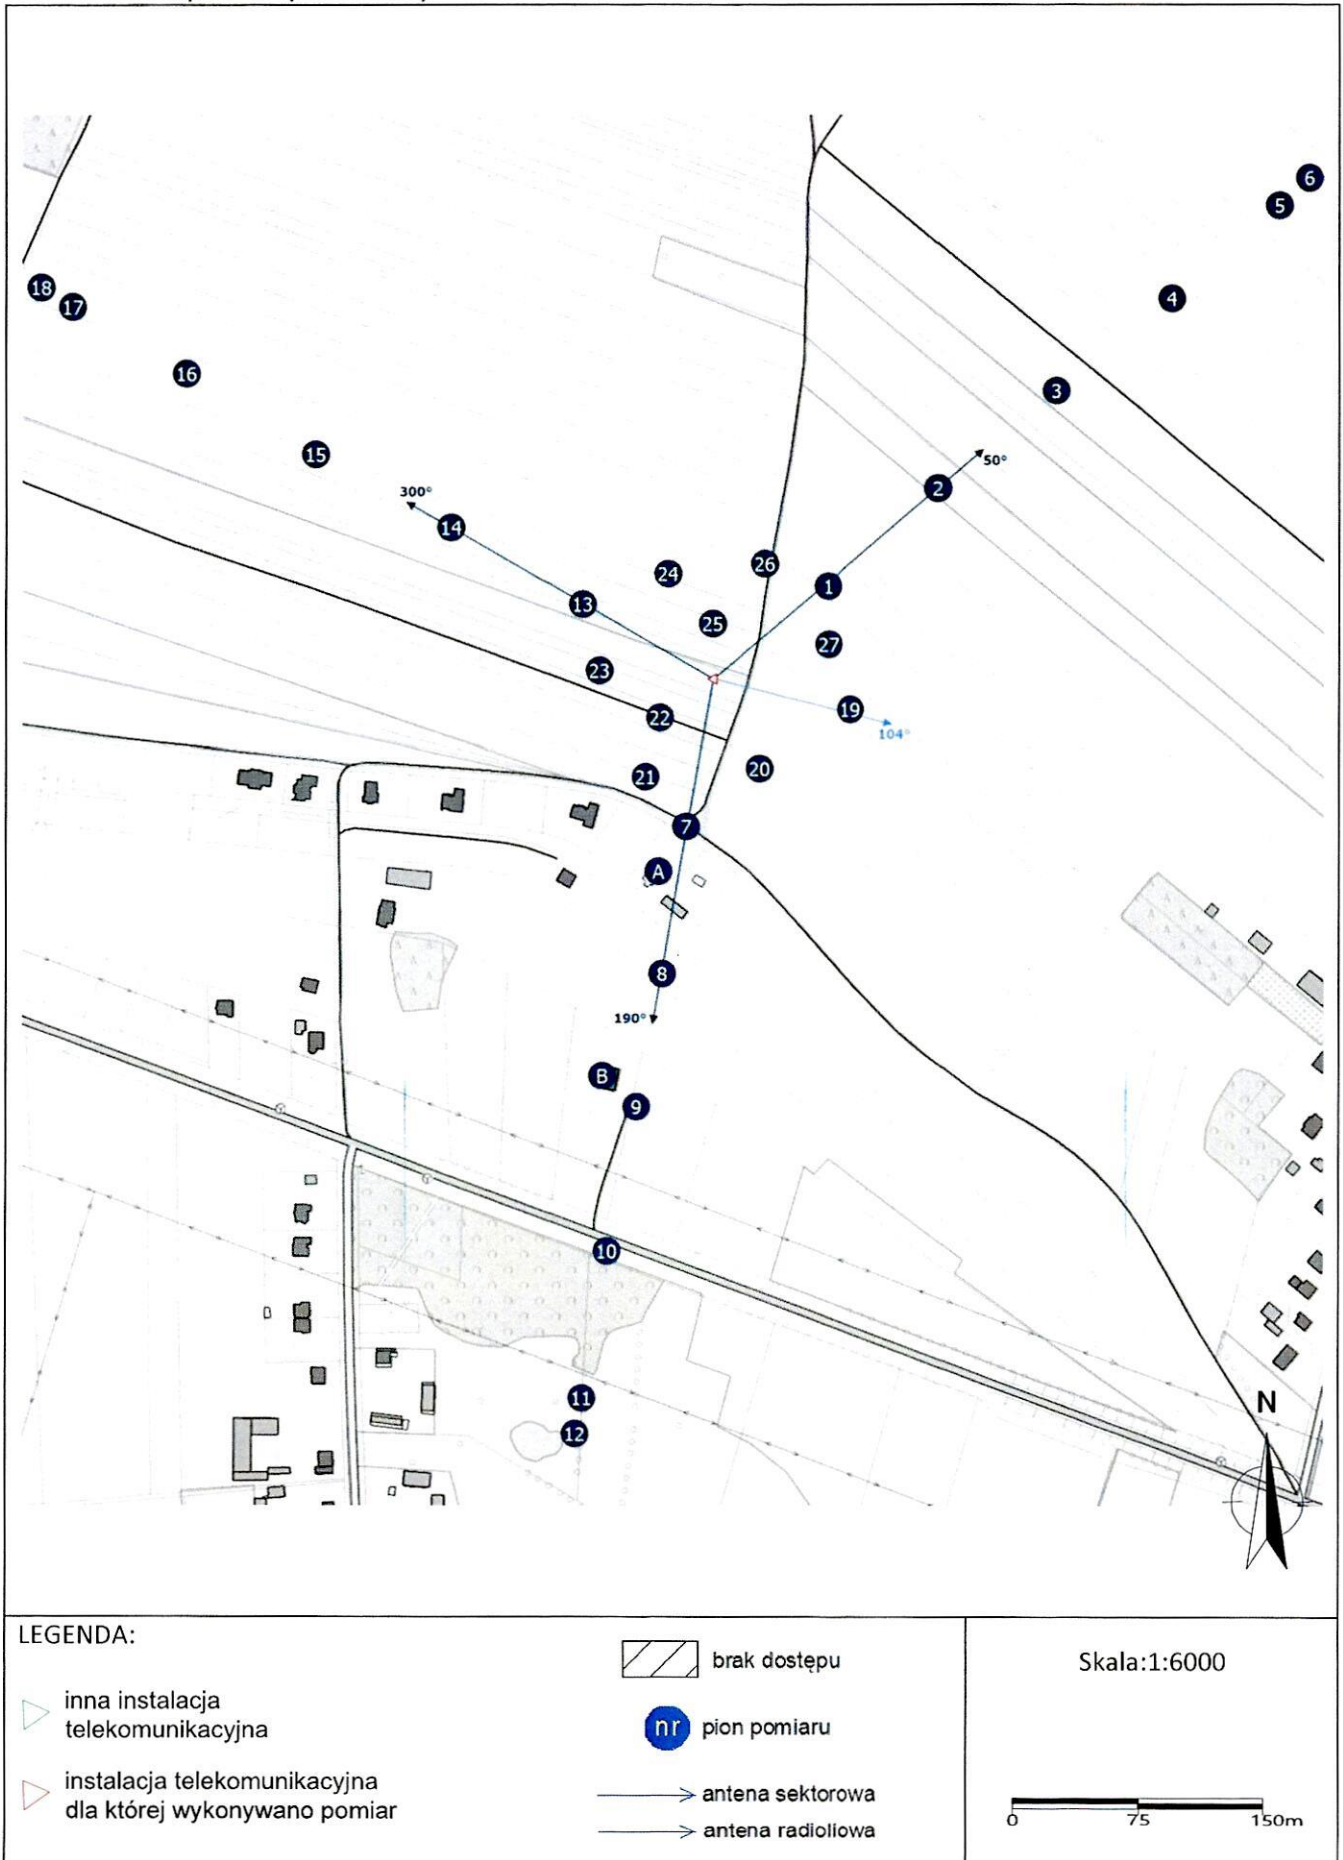 6
5
4
18
17
16
3
15
50°
2
300°
14
26
24
1
13
25
27
23
19
22
104°
20
21
7
A
8
190°
B
9
10
11
N
12
LEGENDA:
inna instalacja
telekomunikacyjna
instalacja telekomunikacyjna
dla której wykonywano pomiar
brak dostępu
nr pion pomiaru
antena sektorowa
antena radioliowa
Skala:1:6000
0 75 150m